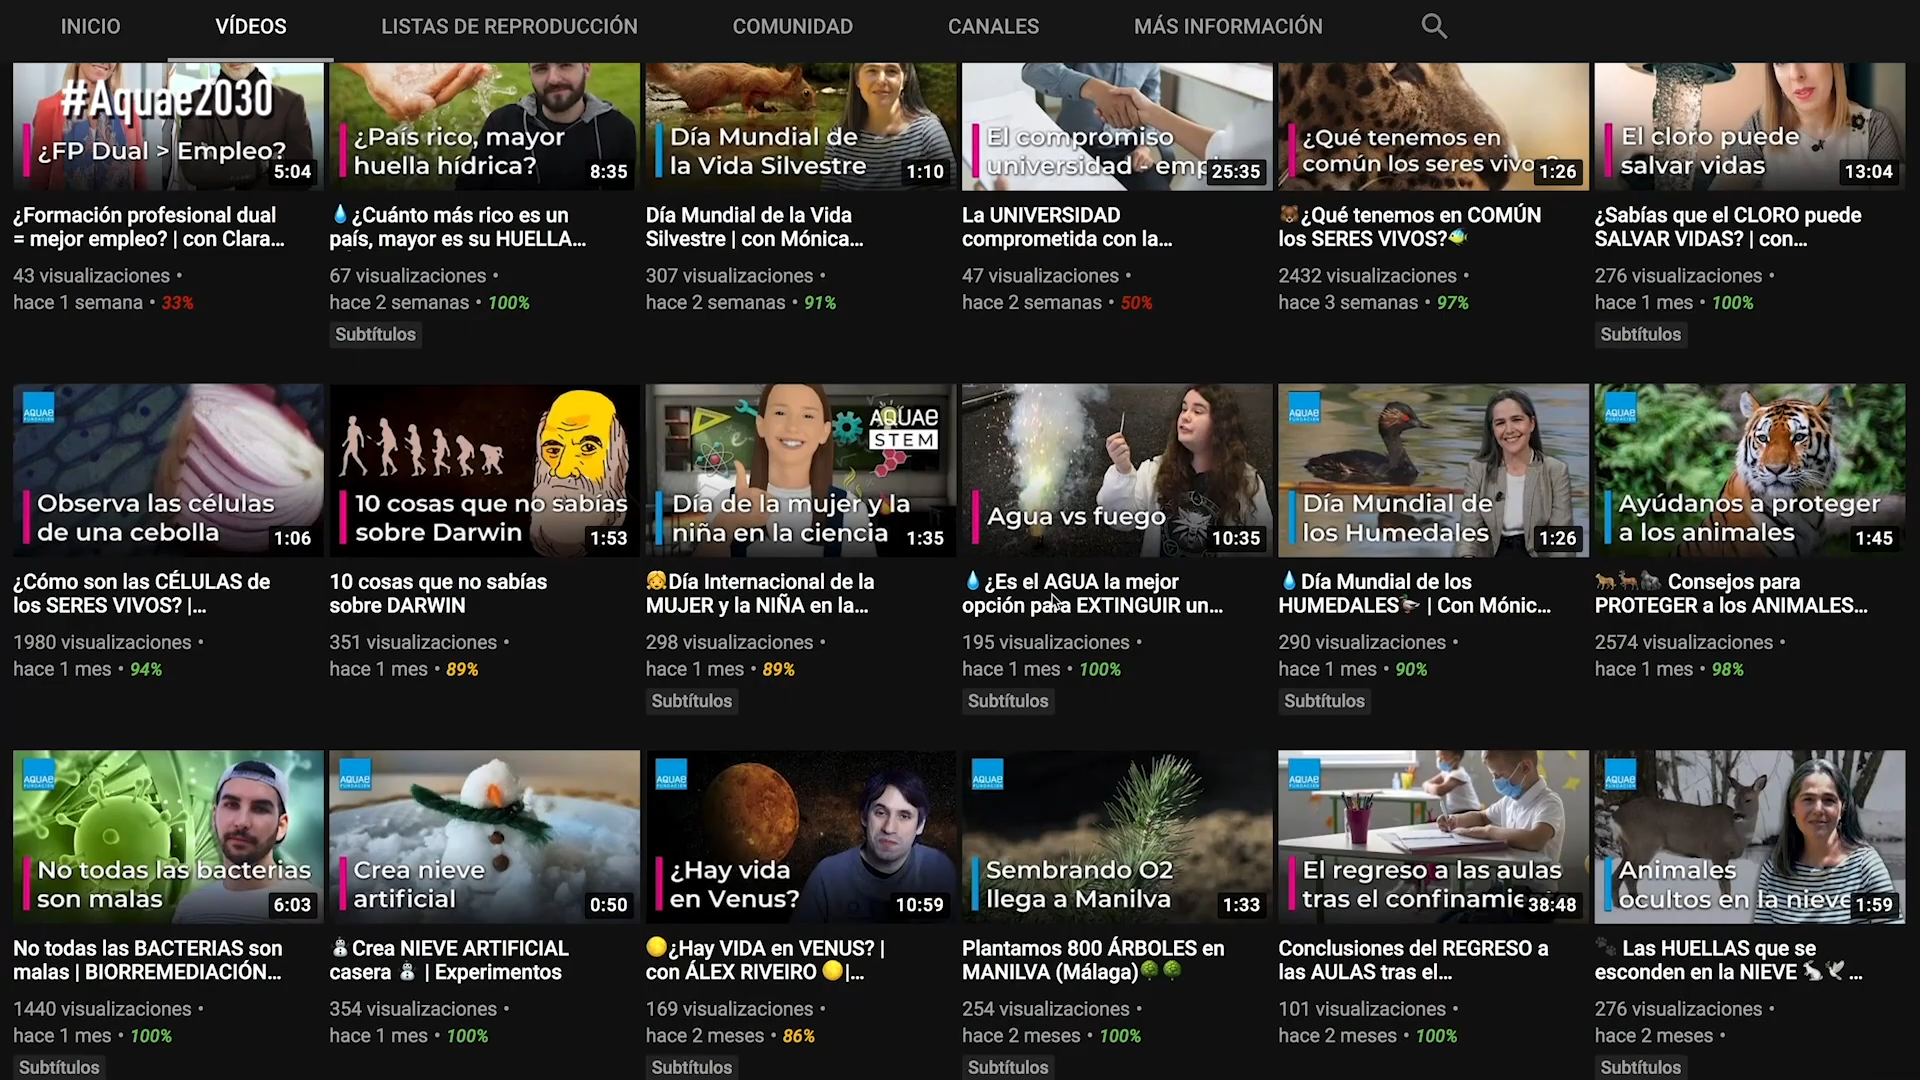 INICIO
VÍDEOS
LISTAS DE REPRODUCCIÓN
COMUNIDAD
CANALES
MÁS INFORMACIÓN
#Aquae2030
¿FP Dual > Empleo?
5:04
¿País rico, mayor
huella hídrica?
8:35
Día Mundial de
la Vida Silvestre
1:10
El compromiso
universidad - emp
25:35
¿Qué tenemos en
común los seres vivo
1:26
El cloro puede
salvar vidas
13:04
¿Formación profesional dual
= mejor empleo? | con Clara...
43 visualizaciones •
hace 1 semana • 33%
💧¿Cuánto más rico es un
país, mayor es su HUELLA...
67 visualizaciones •
hace 2 semanas • 100%
Subtítulos
Día Mundial de la Vida
Silvestre | con Mónica...
307 visualizaciones •
hace 2 semanas • 91%
La UNIVERSIDAD
comprometida con la...
47 visualizaciones •
hace 2 semanas • 50%
🐻¿Qué tenemos en COMÚN
los SERES VIVOS?🐠
2432 visualizaciones •
hace 3 semanas • 97%
¿Sabías que el CLORO puede
SALVAR VIDAS? | con...
276 visualizaciones •
hace 1 mes • 100%
Subtítulos
AQUAE
FUNDACIÓN
Observa las células
de una cebolla
1:06
10 cosas que no sabías
sobre Darwin
1:53
AQUAE
STEM
Día de la mujer y la
niña en la ciencia
1:35
Agua vs fuego
10:35
AQUAE
FUNDACIÓN
Día Mundial de
los Humedales
1:26
AQUAE
FUNDACIÓN
Ayúdanos a proteger
a los animales
1:45
¿Cómo son las CÉLULAS de
los SERES VIVOS? |...
1980 visualizaciones •
hace 1 mes • 94%
10 cosas que no sabías
sobre DARWIN
351 visualizaciones •
hace 1 mes • 89%
👧Día Internacional de la
MUJER y la NIÑA en la...
298 visualizaciones •
hace 1 mes • 89%
Subtítulos
💧¿Es el AGUA la mejor
opción para EXTINGUIR un...
195 visualizaciones •
hace 1 mes • 100%
Subtítulos
💧Día Mundial de los
HUMEDALES🦆 | Con Mónic...
290 visualizaciones •
hace 1 mes • 90%
Subtítulos
🐆🦌🦍 Consejos para
PROTEGER a los ANIMALES...
2574 visualizaciones •
hace 1 mes • 98%
AQUAE
FUNDACIÓN
No todas las bacterias
son malas
6:03
AQUAE
FUNDACIÓN
Crea nieve
artificial
0:50
AQUAE
FUNDACIÓN
¿Hay vida
en Venus?
10:59
AQUAE
FUNDACIÓN
Sembrando O2
llega a Manilva
1:33
AQUAE
FUNDACIÓN
El regreso a las aulas
tras el confinamie
38:48
AQUAE
FUNDACIÓN
Animales
ocultos en la nieve
1:59
No todas las BACTERIAS son
malas | BIORREMEDIACIÓN...
1440 visualizaciones •
hace 1 mes • 100%
Subtítulos
⛄Crea NIEVE ARTIFICIAL
casera ⛄ | Experimentos
354 visualizaciones •
hace 1 mes • 100%
🌕¿Hay VIDA en VENUS? |
con ÁLEX RIVEIRO 🌕|...
169 visualizaciones •
hace 2 meses • 86%
Subtítulos
Plantamos 800 ÁRBOLES en
MANILVA (Málaga)🌳🌳
254 visualizaciones •
hace 2 meses • 100%
Subtítulos
Conclusiones del REGRESO a
las AULAS tras el...
101 visualizaciones •
hace 2 meses • 100%
🐾 Las HUELLAS que se
esconden en la NIEVE 🐇🕊 ...
276 visualizaciones •
hace 2 meses •
Subtítulos